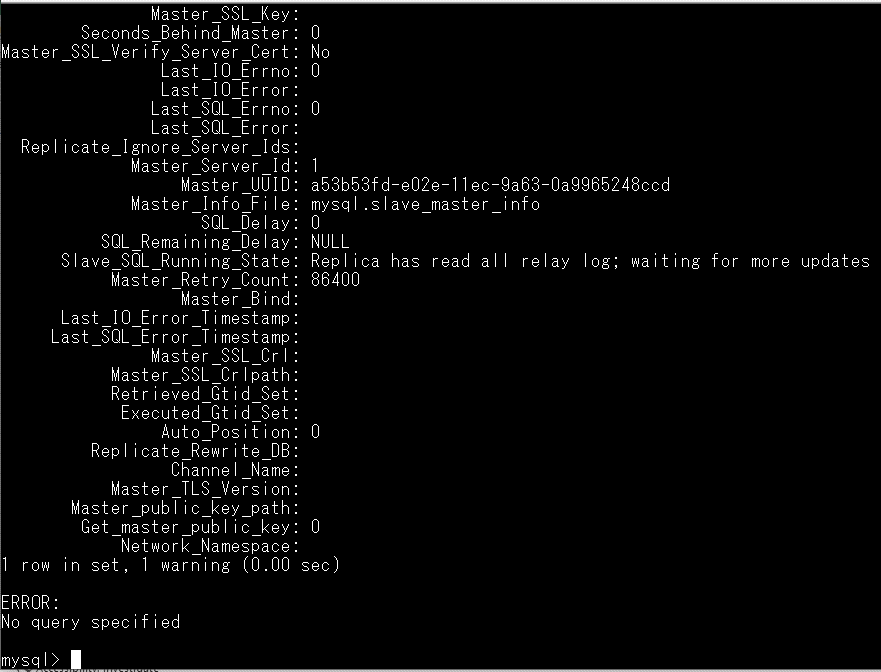 Master_SSL_Key:
Seconds_Behind_Master: 0
Master_SSL_Verify_Server_Cert: No
Last_IO_Errno: 0
Last_IO_Error:
Last_SQL_Errno: 0
Last_SQL_Error:
Replicate_Ignore_Server_Ids:
Master_Server_Id: 1
Master_UUID: a53b53fd-e02e-11ec-9a63-0a9965248ccd
Master_Info_File: mysql.slave_master_info
SQL_Delay: 0
SQL_Remaining_Delay: NULL
Slave_SQL_Running_State: Replica has read all relay log; waiting for more updates
Master_Retry_Count: 86400
Master_Bind:
Last_IO_Error_Timestamp:
Last_SQL_Error_Timestamp:
Master_SSL_Crl:
Master_SSL_Crlpath:
Retrieved_Gtid_Set:
Executed_Gtid_Set:
Auto_Position: 0
Replicate_Rewrite_DB:
Channel_Name:
Master_TLS_Version:
Master_public_key_path:
Get_master_public_key: 0
Network_Namespace:
1 row in set, 1 warning (0.00 sec)
ERROR:
No query specified
mysql>